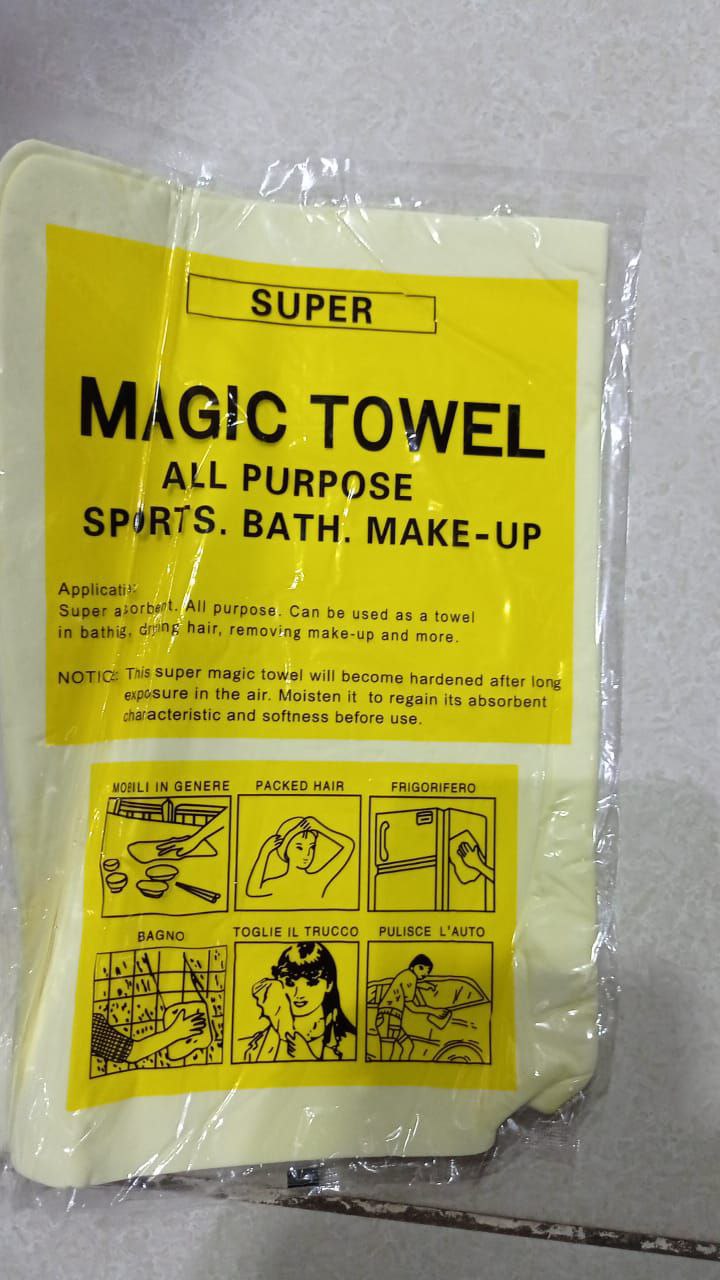 SUPER
MAGIC TOWEL
ALL PURPOSE
SPORTS. BATH. MAKE-UP
Super asorbent. All purpose. Can be used as a towel
in bathig, drying hair, removing make-up and more.
This super magic towel will become hardened after long
exposure in the air. Moisten it to regain its absorbent
characteristic and softness before use.
MOBILI IN GENERE PACKED HAIR FRIGORIFERO
BAGNO TOGLIE IL TRUCCO PULISCE L'AUTO